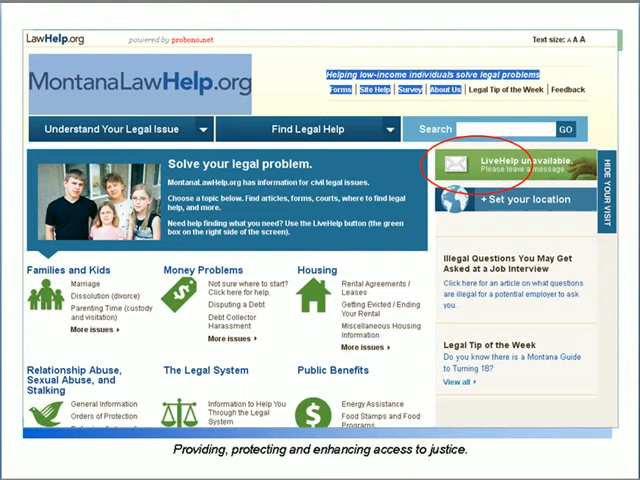 LawHelp.org
powered by probono.net
Text size: A A A
MontanaLawHelp.org
Helping low-income individuals solve legal problems
Forms | Site Help | Survey | About Us | Legal Tip of the Week | Feedback
Understand Your Legal Issue
Find Legal Help
Search
GO
LiveHelp unavailable.
Please leave a message.
+ Set your location
HIDE YOUR VISIT
Solve your legal problem.
MontanaLawHelp.org has information for civil legal issues.
Choose a topic below. Find articles, forms, courts, where to find legal
help, and more.
Need help finding what you need? Use the LiveHelp button (the green
box on the right side of the screen).
Families and Kids
Marriage
Dissolution (divorce)
Parenting Time (custody
and visitation)
More issues
Money Problems
Not sure where to start?
Click here for help.
Disputing a Debt
Debt Collector
Harassment
More issues
Housing
Rental Agreements /
Leases
Getting Evicted / Ending
Your Rental
Miscellaneous Housing
Information
More issues
Illegal Questions You May Get
Asked at a Job Interview
Click here for an article on what questions
are illegal for a potential employer to ask
you.
Legal Tip of the Week
Do you know there is a Montana Guide
to Turning 18?
View all
Relationship Abuse,
Sexual Abuse, and
Stalking
General Information
Orders of Protection
The Legal System
Information to Help You
Through the Legal
System
Public Benefits
Energy Assistance
Food Stamps and Food
Programs
Providing, protecting and enhancing access to justice.